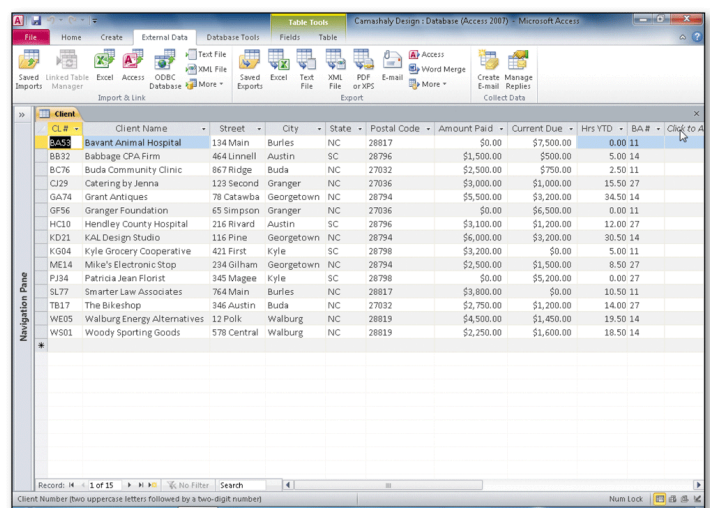 Table Tools
Camashaly Design : Database (Access 2007) - Microsoft Access
File Home Create External Data Database Tools Fields Table
Saved Imports
Linked Table Manager
Excel
Access
ODBC Database
Text File
XML File
More
Import & Link
Saved Exports
Excel
Text File
XML File
PDF or XPS
E-mail
Access
Word Merge
More
Export
Create E-mail
Manage Replies
Collect Data
Client
CL # Client Name Street City State Postal Code Amount Paid Current Due Hrs YTD BA # Click to A
BA53 Bavant Animal Hospital 134 Main Burles NC 28817 $0.00 $7,500.00 0.00 11
BB32 Babbage CPA Firm 464 Linnell Austin SC 28796 $1,500.00 $500.00 5.00 14
BC76 Buda Community Clinic 867 Ridge Buda NC 27032 $2,500.00 $750.00 2.50 11
CJ29 Catering by Jenna 123 Second Granger NC 27036 $3,000.00 $1,000.00 15.50 27
GA74 Grant Antiques 78 Catawba Georgetown NC 28794 $5,500.00 $3,200.00 34.50 14
GF56 Granger Foundation 65 Simpson Granger NC 27036 $0.00 $6,500.00 0.00 11
HC10 Hendley County Hospital 216 Rivard Austin SC 28796 $3,100.00 $1,200.00 12.00 27
KD21 KAL Design Studio 116 Pine Georgetown NC 28794 $6,000.00 $3,200.00 30.50 14
KG04 Kyle Grocery Cooperative 421 First Kyle SC 28798 $3,200.00 $0.00 5.00 11
ME14 Mike's Electronic Stop 234 Gilham Georgetown NC 28794 $2,500.00 $1,500.00 8.50 27
PJ34 Patricia Jean Florist 345 Magee Kyle SC 28798 $0.00 $5,200.00 0.00 27
SL77 Smarter Law Associates 764 Main Burles NC 28817 $3,800.00 $0.00 10.50 11
TB17 The Bikeshop 346 Austin Buda NC 27032 $2,750.00 $1,200.00 14.00 27
WE05 Walburg Energy Alternatives 12 Polk Walburg NC 28819 $4,500.00 $1,450.00 19.50 14
WS01 Woody Sporting Goods 578 Central Walburg NC 28819 $2,250.00 $1,600.00 18.50 14
Navigation Pane
Record: 1 of 15 No Filter Search
Client Number (two uppercase letters followed by a two-digit number) Num Lock